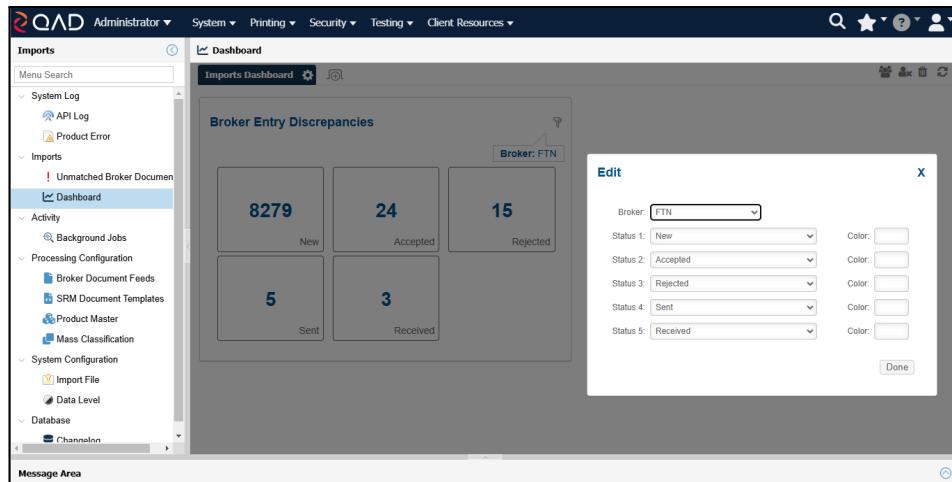 QAD Administrator System Printing Security Testing Client Resources ?
Imports
Menu Search
System Log
API Log
Product Error
Imports
Unmatched Broker Documen
Dashboard
Activity
Background Jobs
Processing Configuration
Broker Document Feeds
SRM Document Templates
Product Master
Mass Classification
System Configuration
Import File
Data Level
Database
Changelog
Dashboard
Imports Dashboard
Broker Entry Discrepancies
Broker: FTN
8279
New
24
Accepted
15
Rejected
5
Sent
3
Received
Edit X
Broker: FTN
Status 1: New Color:
Status 2: Accepted Color:
Status 3: Rejected Color:
Status 4: Sent Color:
Status 5: Received Color:
Done
Message Area